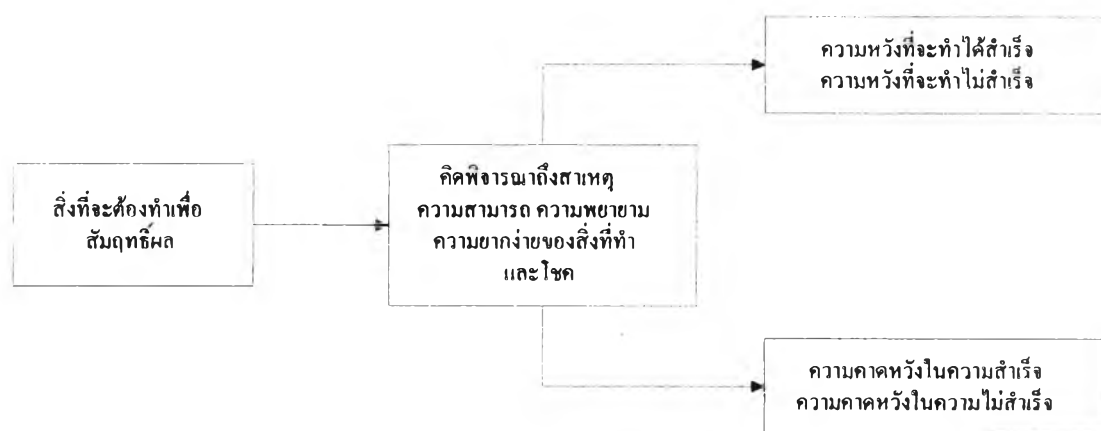 ความหวังที่จะทำได้สำเร็จ
ความหวังที่จะทำไม่สำเร็จ
สิ่งที่จะต้องทำเพื่อ
สัมฤทธิ์ผล
คิดพิจารณาถึงสาเหตุ
ความสามารถ ความพยายาม
ความยากง่ายของสิ่งที่ทำ
และโชค
ความคาดหวังในความสำเร็จ
ความคาดหวังในความไม่สำเร็จ